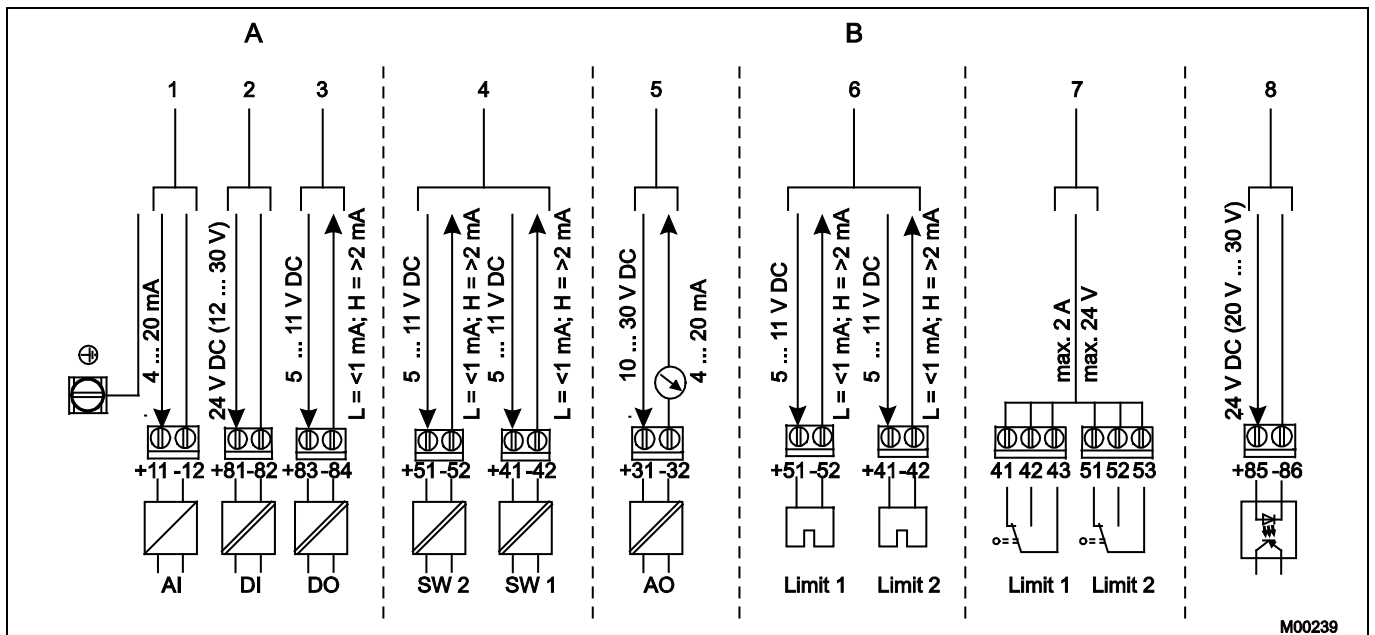 A B
1 2 3 4 5 6 7 8
4 ... 20 mA
24 V DC (12 ... 30 V)
5 ... 11 V DC
L = <1 mA; H = >2 mA
5 ... 11 V DC
L = <1 mA; H = >2 mA
5 ... 11 V DC
L = <1 mA; H = >2 mA
10 ... 30 V DC
4 ... 20 mA
5 ... 11 V DC
L = <1 mA; H = >2 mA
5 ... 11 V DC
L = <1 mA; H = >2 mA
max. 2 A
max. 24 V
24 V DC (20 V ... 30 V)
+11 -12 +81 -82 +83 -84 +51 -52 +41 -42 +31 -32 +51 -52 +41 -42 41 42 43 51 52 53 +85 -86
AI DI DO SW 2 SW 1 AO Limit 1 Limit 2 Limit 1 Limit 2
M00239